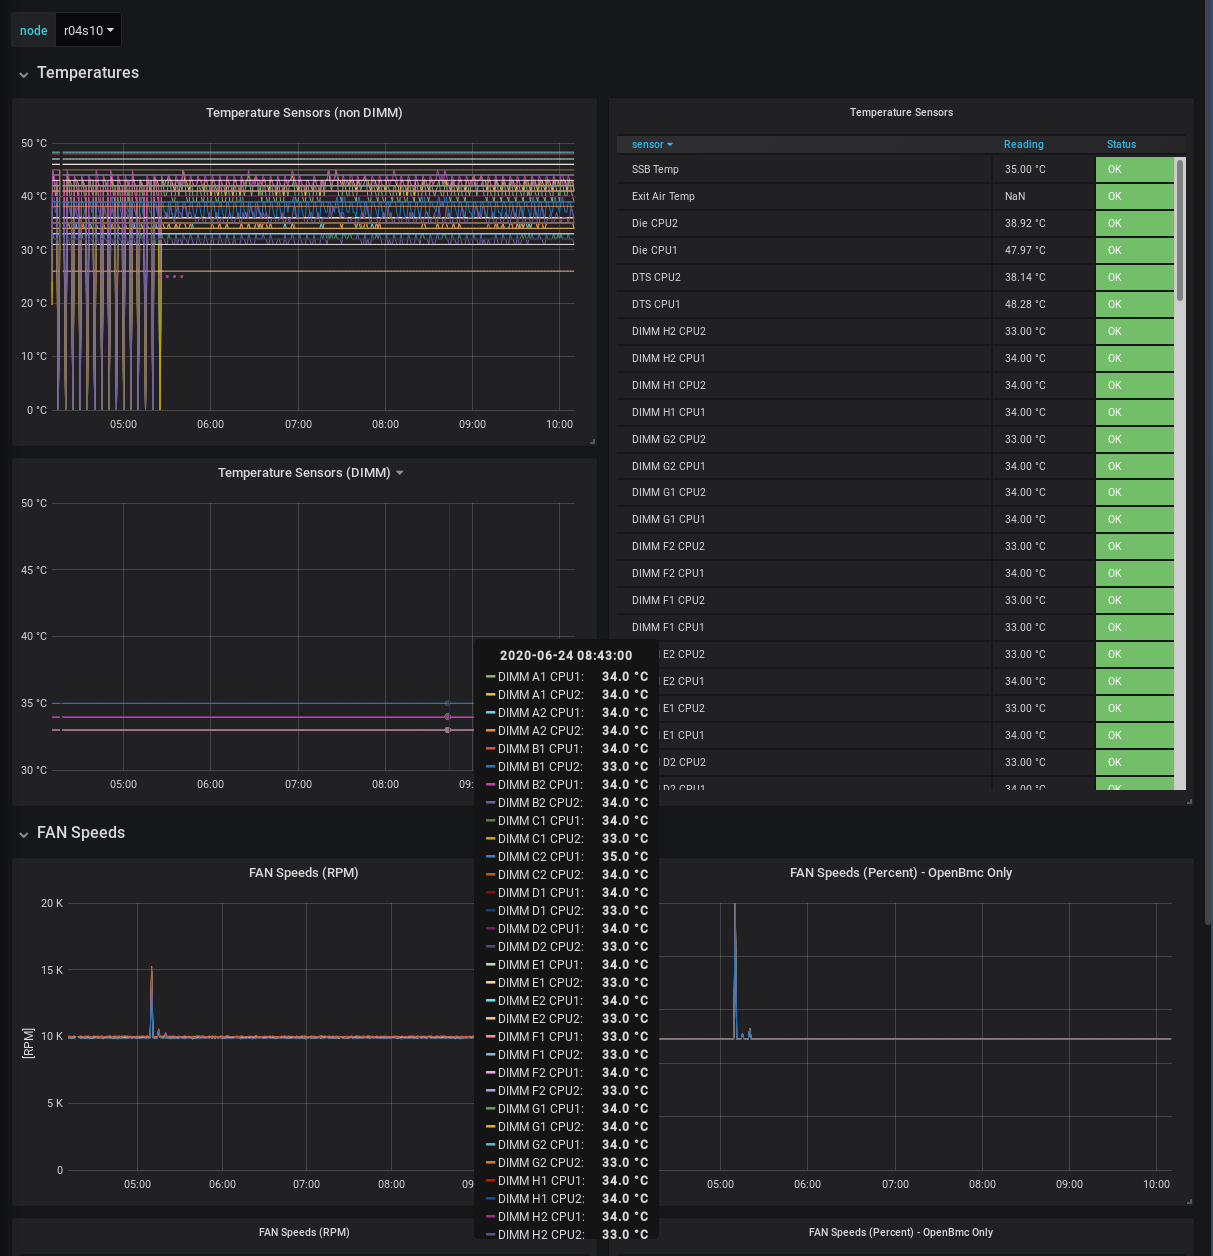 node r04s10
Temperatures
Temperature Sensors (non DIMM)
50 °C
40 °C
30 °C
20 °C
10 °C
0 °C
05:00 06:00 07:00 08:00 09:00 10:00
Temperature Sensors
sensor Reading Status
SSB Temp 35.00 °C OK
Exit Air Temp NaN OK
Die CPU2 38.92 °C OK
Die CPU1 47.97 °C OK
DTS CPU2 38.14 °C OK
DTS CPU1 48.28 °C OK
DIMM H2 CPU2 33.00 °C OK
DIMM H2 CPU1 34.00 °C OK
DIMM H1 CPU2 34.00 °C OK
DIMM H1 CPU1 34.00 °C OK
DIMM G2 CPU2 33.00 °C OK
DIMM G2 CPU1 34.00 °C OK
DIMM G1 CPU2 34.00 °C OK
DIMM G1 CPU1 34.00 °C OK
DIMM F2 CPU2 33.00 °C OK
DIMM F2 CPU1 34.00 °C OK
DIMM F1 CPU2 33.00 °C OK
DIMM F1 CPU1 33.00 °C OK
E2 CPU2 33.00 °C OK
E2 CPU1 34.00 °C OK
E1 CPU2 33.00 °C OK
E1 CPU1 34.00 °C OK
D2 CPU2 33.00 °C OK
D2 CPU1 34.00 °C OK
Temperature Sensors (DIMM)
50 °C
45 °C
40 °C
35 °C
30 °C
05:00 06:00 07:00 08:00 09:
2020-06-24 08:43:00
DIMM A1 CPU1: 34.0 °C
DIMM A1 CPU2: 34.0 °C
DIMM A2 CPU1: 34.0 °C
DIMM A2 CPU2: 34.0 °C
DIMM B1 CPU1: 34.0 °C
DIMM B1 CPU2: 33.0 °C
DIMM B2 CPU1: 34.0 °C
DIMM B2 CPU2: 34.0 °C
DIMM C1 CPU1: 34.0 °C
DIMM C1 CPU2: 33.0 °C
DIMM C2 CPU1: 35.0 °C
DIMM C2 CPU2: 34.0 °C
DIMM D1 CPU1: 34.0 °C
DIMM D1 CPU2: 33.0 °C
DIMM D2 CPU1: 34.0 °C
DIMM D2 CPU2: 33.0 °C
DIMM E1 CPU1: 34.0 °C
DIMM E1 CPU2: 33.0 °C
DIMM E2 CPU1: 34.0 °C
DIMM E2 CPU2: 33.0 °C
DIMM F1 CPU1: 33.0 °C
DIMM F1 CPU2: 33.0 °C
DIMM F2 CPU1: 34.0 °C
DIMM F2 CPU2: 33.0 °C
DIMM G1 CPU1: 34.0 °C
DIMM G1 CPU2: 34.0 °C
DIMM G2 CPU1: 34.0 °C
DIMM G2 CPU2: 33.0 °C
DIMM H1 CPU1: 34.0 °C
DIMM H1 CPU2: 34.0 °C
DIMM H2 CPU1: 34.0 °C
DIMM H2 CPU2: 33.0 °C
FAN Speeds
FAN Speeds (RPM)
20 K
15 K
10 K
5 K
0
[RPM]
05:00 06:00 07:00 08:00 09
FAN Speeds (Percent) - OpenBmc Only
05:00 06:00 07:00 08:00 09:00 10:00
FAN Speeds (RPM)
FAN Speeds (Percent) - OpenBmc Only